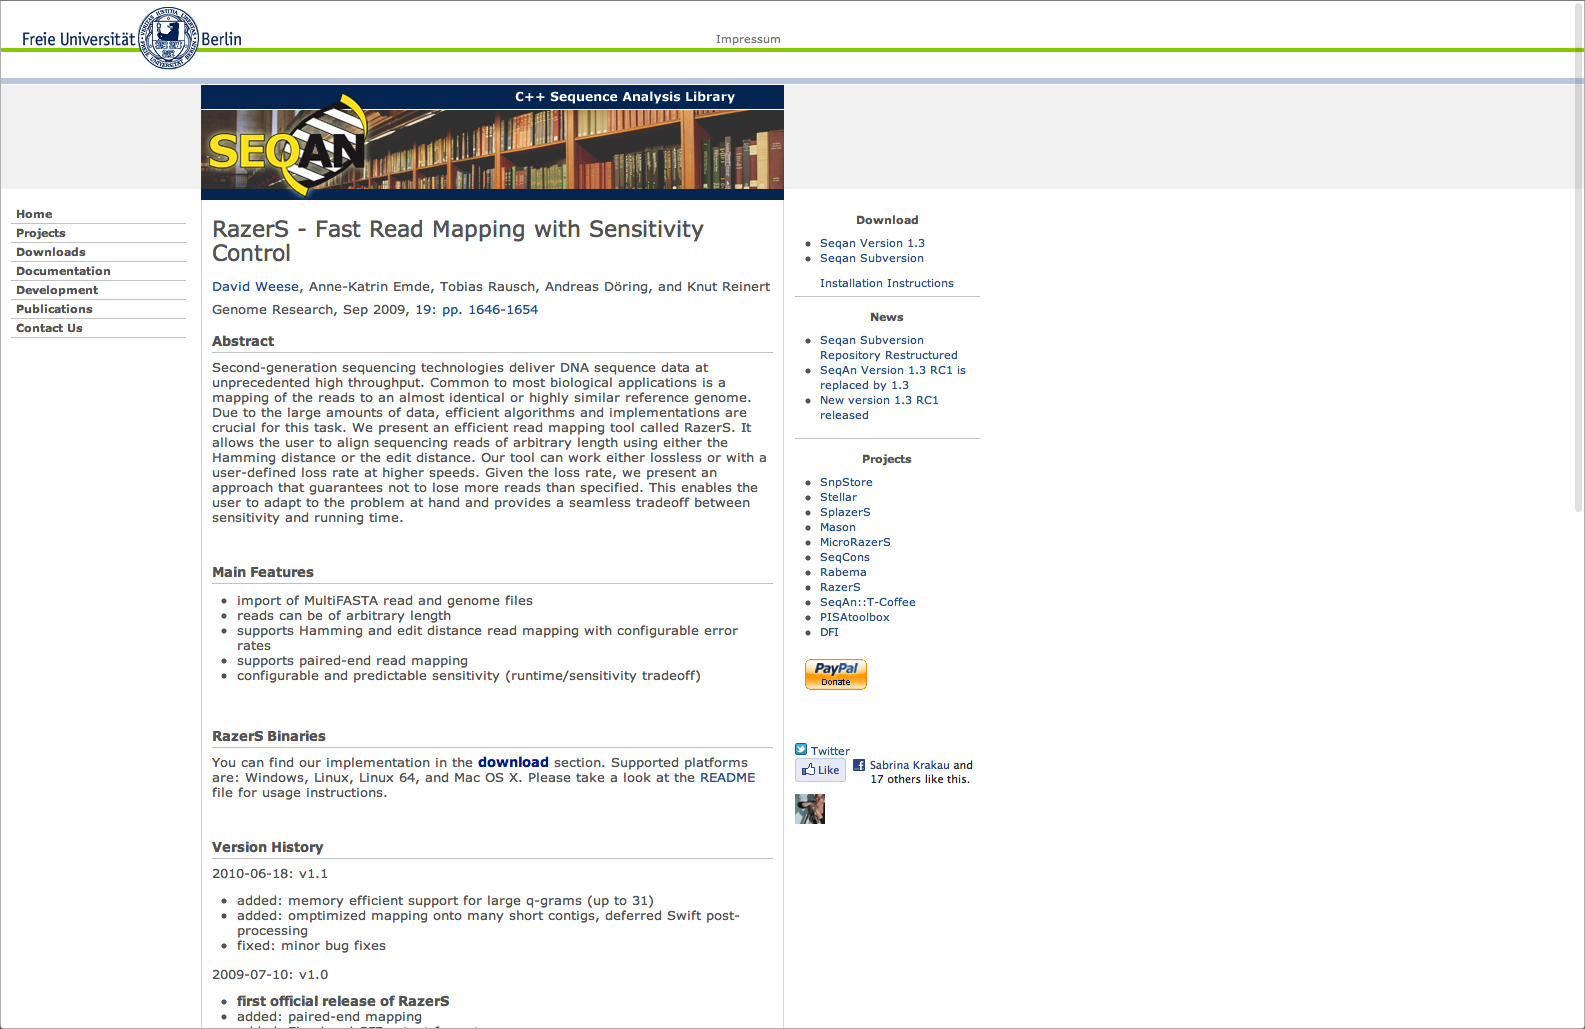 Freie Universität Berlin
Impressum
C++ Sequence Analysis Library
SEQAN
Home
Projects
Downloads
Documentation
Development
Publications
Contact Us
RazerS - Fast Read Mapping with Sensitivity
Control
David Weese, Anne-Katrin Emde, Tobias Rausch, Andreas Döring, and Knut Reinert
Genome Research, Sep 2009, 19: pp. 1646-1654
Abstract
Second-generation sequencing technologies deliver DNA sequence data at
unprecedented high throughput. Common to most biological applications is a
mapping of the reads to an almost identical or highly similar reference genome.
Due to the large amounts of data, efficient algorithms and implementations are
crucial for this task. We present an efficient read mapping tool called RazerS. It
allows the user to align sequencing reads of arbitrary length using either the
Hamming distance or the edit distance. Our tool can work either lossless or with a
user-defined loss rate at higher speeds. Given the loss rate, we present an
approach that guarantees not to lose more reads than specified. This enables the
user to adapt to the problem at hand and provides a seamless tradeoff between
sensitivity and running time.
Main Features
import of MultiFASTA read and genome files
reads can be of arbitrary length
supports Hamming and edit distance read mapping with configurable error
rates
supports paired-end read mapping
configurable and predictable sensitivity (runtime/sensitivity tradeoff)
RazerS Binaries
You can find our implementation in the download section. Supported platforms
are: Windows, Linux, Linux 64, and Mac OS X. Please take a look at the README
file for usage instructions.
Version History
2010-06-18: v1.1
added: memory efficient support for large q-grams (up to 31)
added: omptimized mapping onto many short contigs, deferred Swift post-
processing
fixed: minor bug fixes
2009-07-10: v1.0
first official release of RazerS
added: paired-end mapping
Download
Seqan Version 1.3
Seqan Subversion
Installation Instructions
News
Seqan Subversion
Repository Restructured
SeqAn Version 1.3 RC1 is
replaced by 1.3
New version 1.3 RC1
released
Projects
SnpStore
Stellar
SplazerS
Mason
MicroRazerS
SeqCons
Rabema
RazerS
SeqAn::T-Coffee
PISAtoolbox
DFI
PayPal
Donate
Twitter
Like
Sabrina Krakau and
17 others like this.